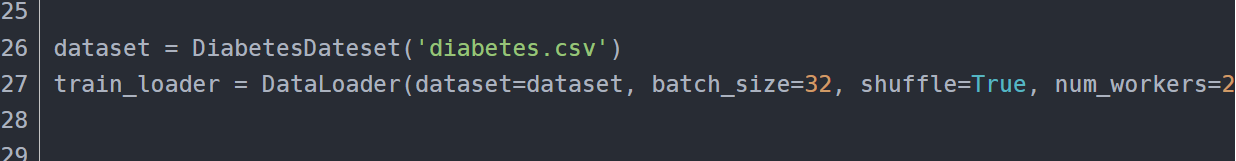 25
26 dataset = DiabetesDateset('diabetes.csv')
27 train_loader = DataLoader(dataset=dataset, batch_size=32, shuffle=True, num_workers=2
28
29